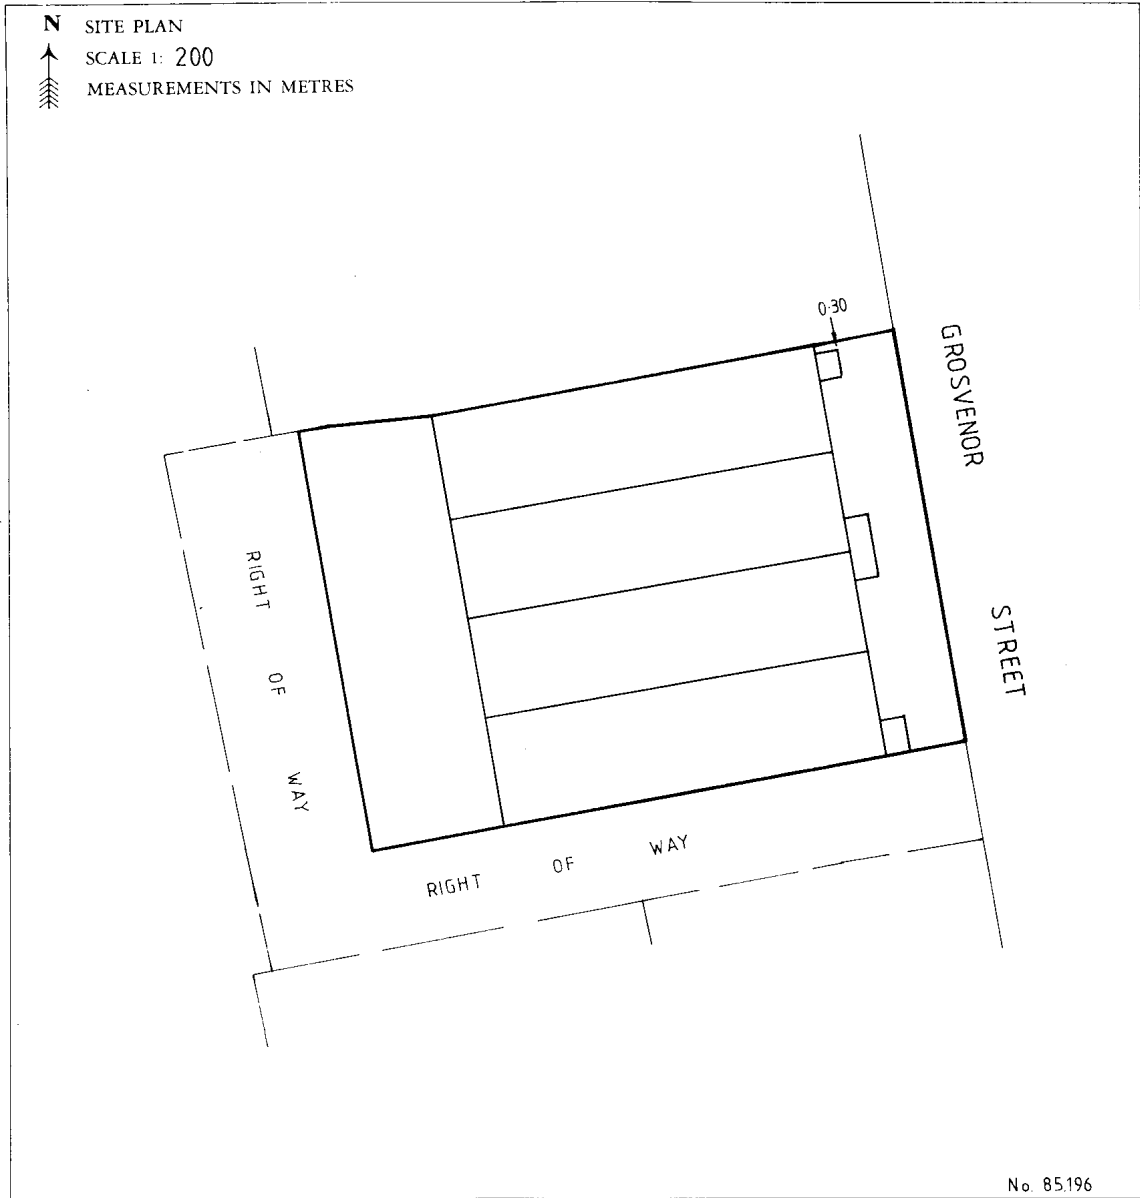 N SITE PLAN
SCALE 1: 200
MEASUREMENTS IN METRES
0·30
GROSVENOR
STREET
RIGHT OF WAY
RIGHT OF WAY
No. 85,196